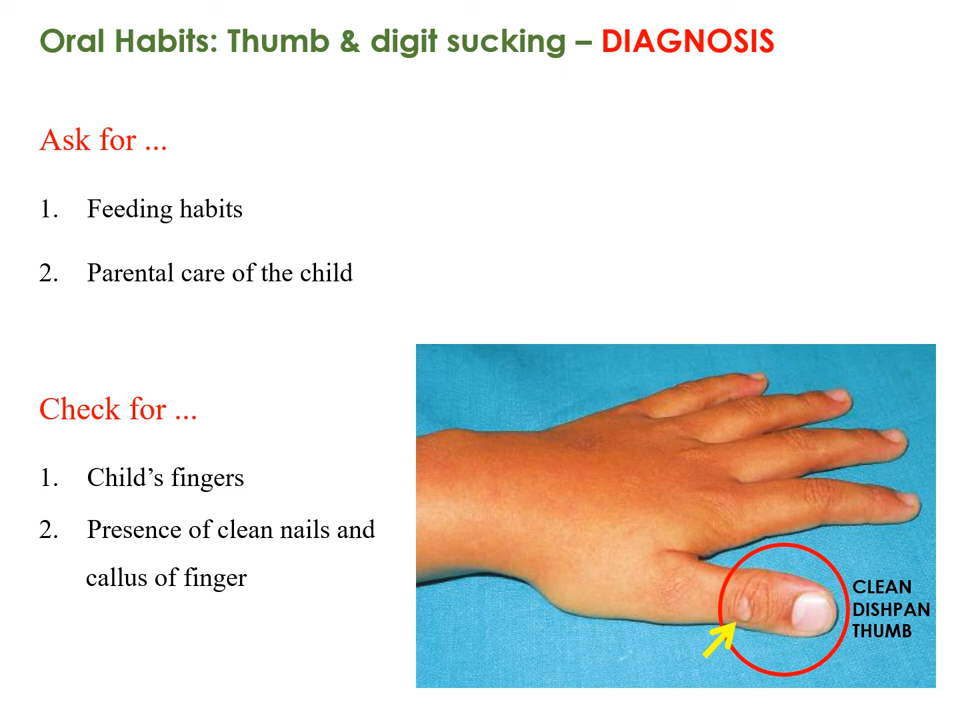 Oral Habits: Thumb & digit sucking – DIAGNOSIS
Ask for ...
1. Feeding habits
2. Parental care of the child
Check for ...
1. Child’s fingers
2. Presence of clean nails and
callus of finger
CLEAN
DISHPAN
THUMB